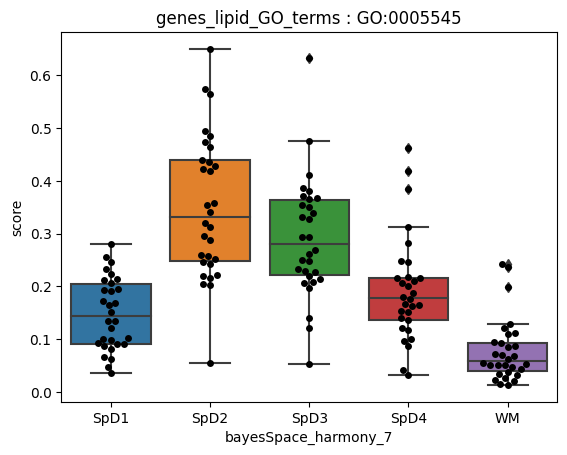 genes_lipid_GO_terms : GO:0005545
score
0.6
0.5
0.4
0.3
0.2
0.1
0.0
SpD1 SpD2 SpD3 SpD4 WM
bayesSpace_harmony_7